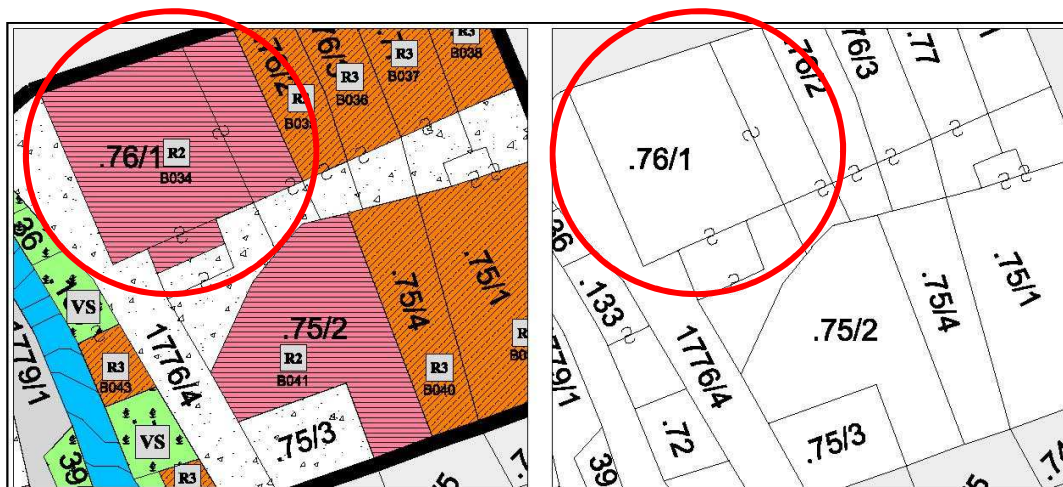 .76/2
76/3
R3
B038
R3
B037
R3
B036
.76/1
R2
B034
36
VS
1779/1
R3
B043
1776/4
.75/2
R2
B041
.75/4
R3
B040
.75/1
VS
39
R3
.75/3
76/2
76/3
.77
.76/1
36
.133
1779/1
1776/4
.72
39
.75/2
.75/4
.75/1
.75/3